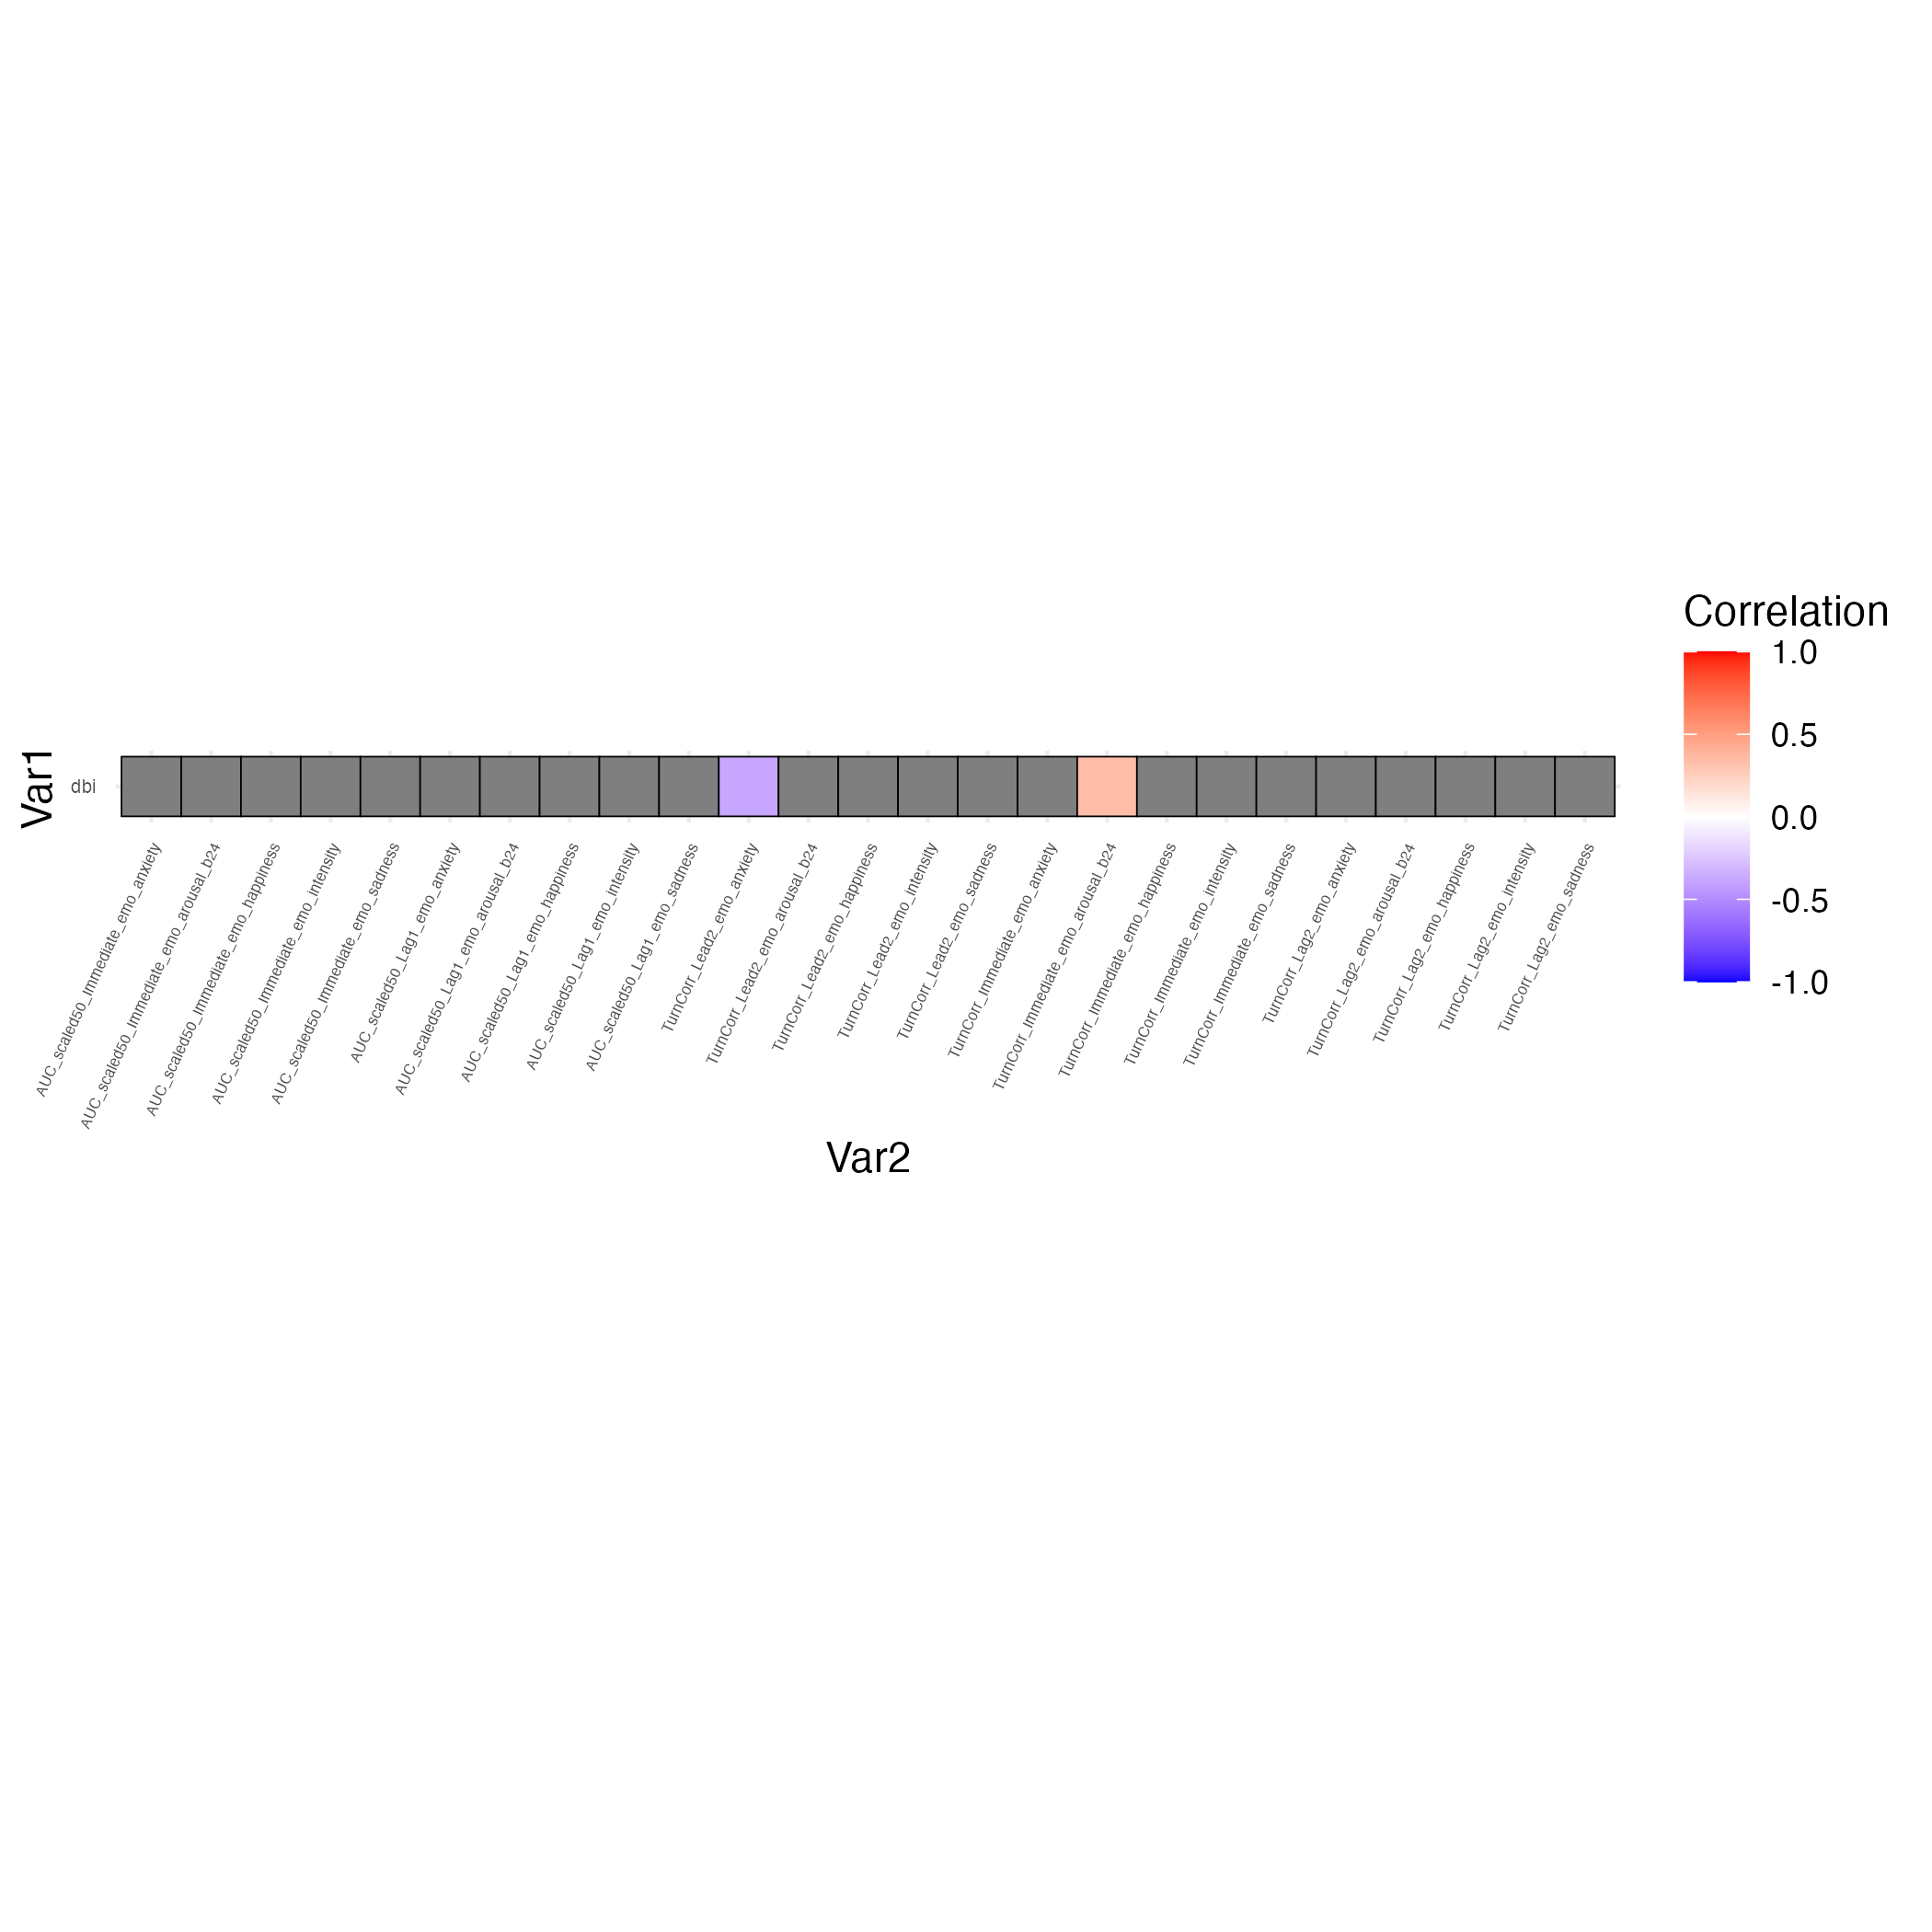 Correlation
1.0
0.5
0.0
-0.5
-1.0
Var1
dbi
AUC_scaled50_Immediate_emo_anxiety
AUC_scaled50_Immediate_emo_arousal_b24
AUC_scaled50_Immediate_emo_happiness
AUC_scaled50_Immediate_emo_intensity
AUC_scaled50_Immediate_emo_sadness
AUC_scaled50_Lag1_emo_anxiety
AUC_scaled50_Lag1_emo_arousal_b24
AUC_scaled50_Lag1_emo_happiness
AUC_scaled50_Lag1_emo_intensity
AUC_scaled50_Lag1_emo_sadness
TurnCorr_Lead2_emo_anxiety
TurnCorr_Lead2_emo_arousal_b24
TurnCorr_Lead2_emo_happiness
TurnCorr_Lead2_emo_intensity
TurnCorr_Lead2_emo_sadness
TurnCorr_Immediate_emo_anxiety
TurnCorr_Immediate_emo_arousal_b24
TurnCorr_Immediate_emo_happiness
TurnCorr_Immediate_emo_intensity
TurnCorr_Immediate_emo_sadness
TurnCorr_Lag2_emo_anxiety
TurnCorr_Lag2_emo_arousal_b24
TurnCorr_Lag2_emo_happiness
TurnCorr_Lag2_emo_intensity
TurnCorr_Lag2_emo_sadness
Var2